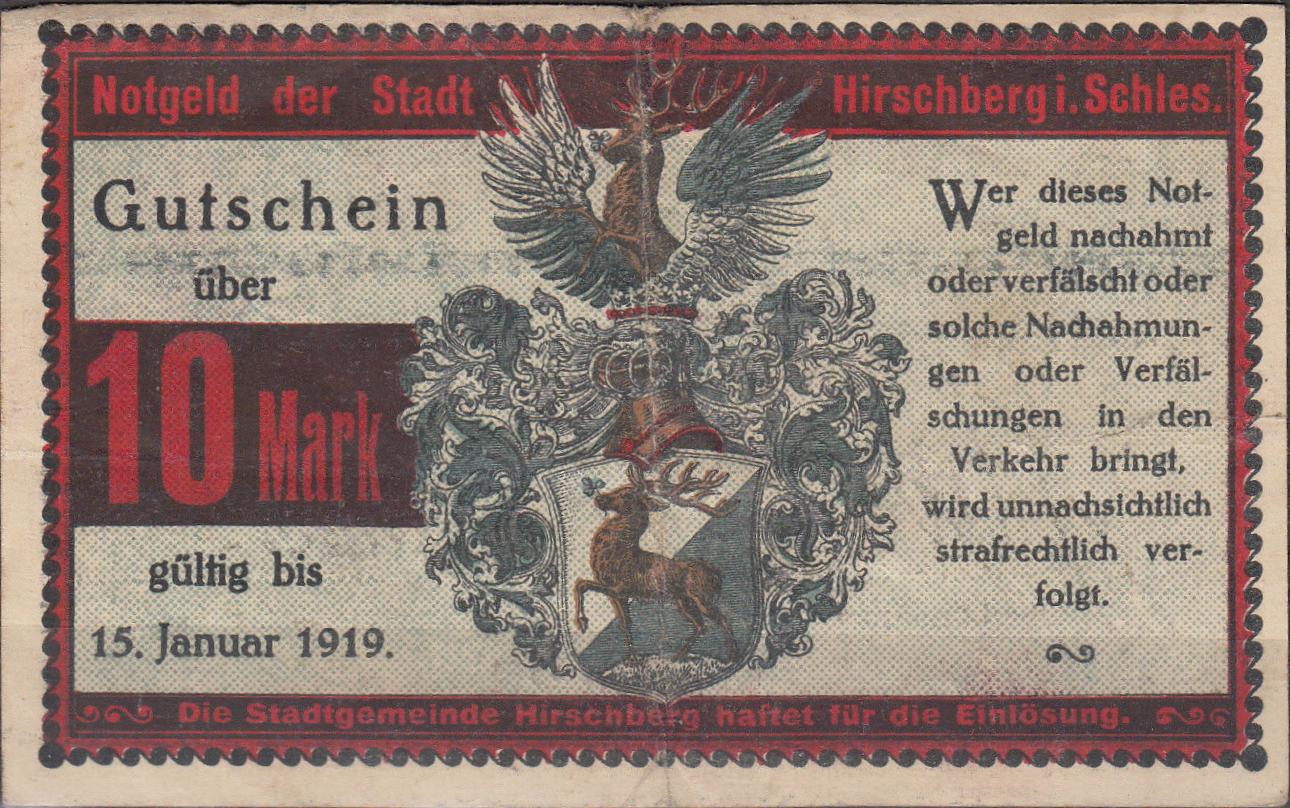 Notgeld der Stadt Hirschberg i. Schles.
Gutschein
über
10 Mark
gültig bis
15. Januar 1919.
Wer dieses Not-
geld nachahmt
oder verfälscht oder
solche Nachahmun-
gen oder Verfäl-
schungen in den
Verkehr bringt,
wird unnachsichtlich
strafrechtlich ver-
folgt.
Die Stadtgemeinde Hirschberg haftet für die Einlösung.